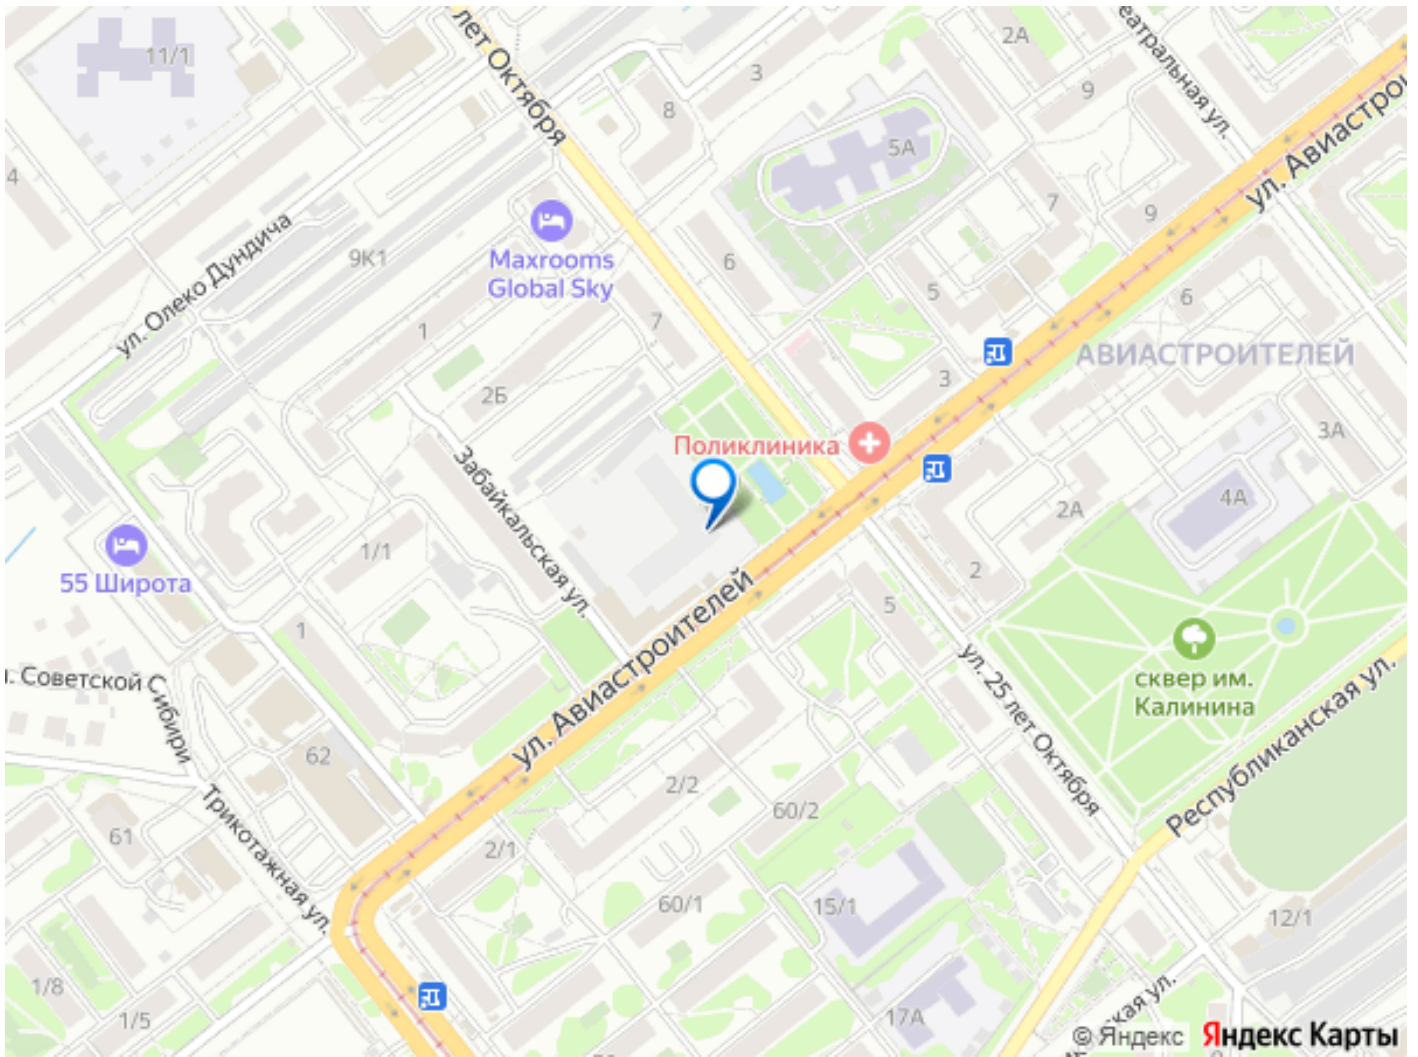 11/1
лет Октября
3
2А
еатральная ул.
9
8
5А
ул. Авиастрои
4
7
9
ул. Олеко Дундича
9К1
Maxrooms
Global Sky
6
5
6
1
7
АВИАСТРОИТЕЛЕЙ
3
2Б
Поликлиника
3А
Забайкальская ул.
4А
2А
1/1
55 Широта
2
5
1
ул. Авиастроителей
сквер им.
Калинина
. Советской Сибири
ул. 25 лет Октября
Республиканская ул.
62
2/2
60/2
61
Трикотажная ул.
2/1
60/1
15/1
12/1
1/8
1/5
17А
кая ул.
© Яндекс Яндекс Карты